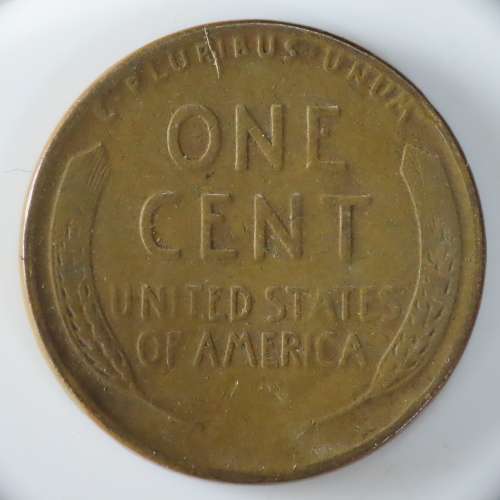 E·PLURIBUS·UNUM
ONE
CENT
UNITED STATES
OF AMERICA